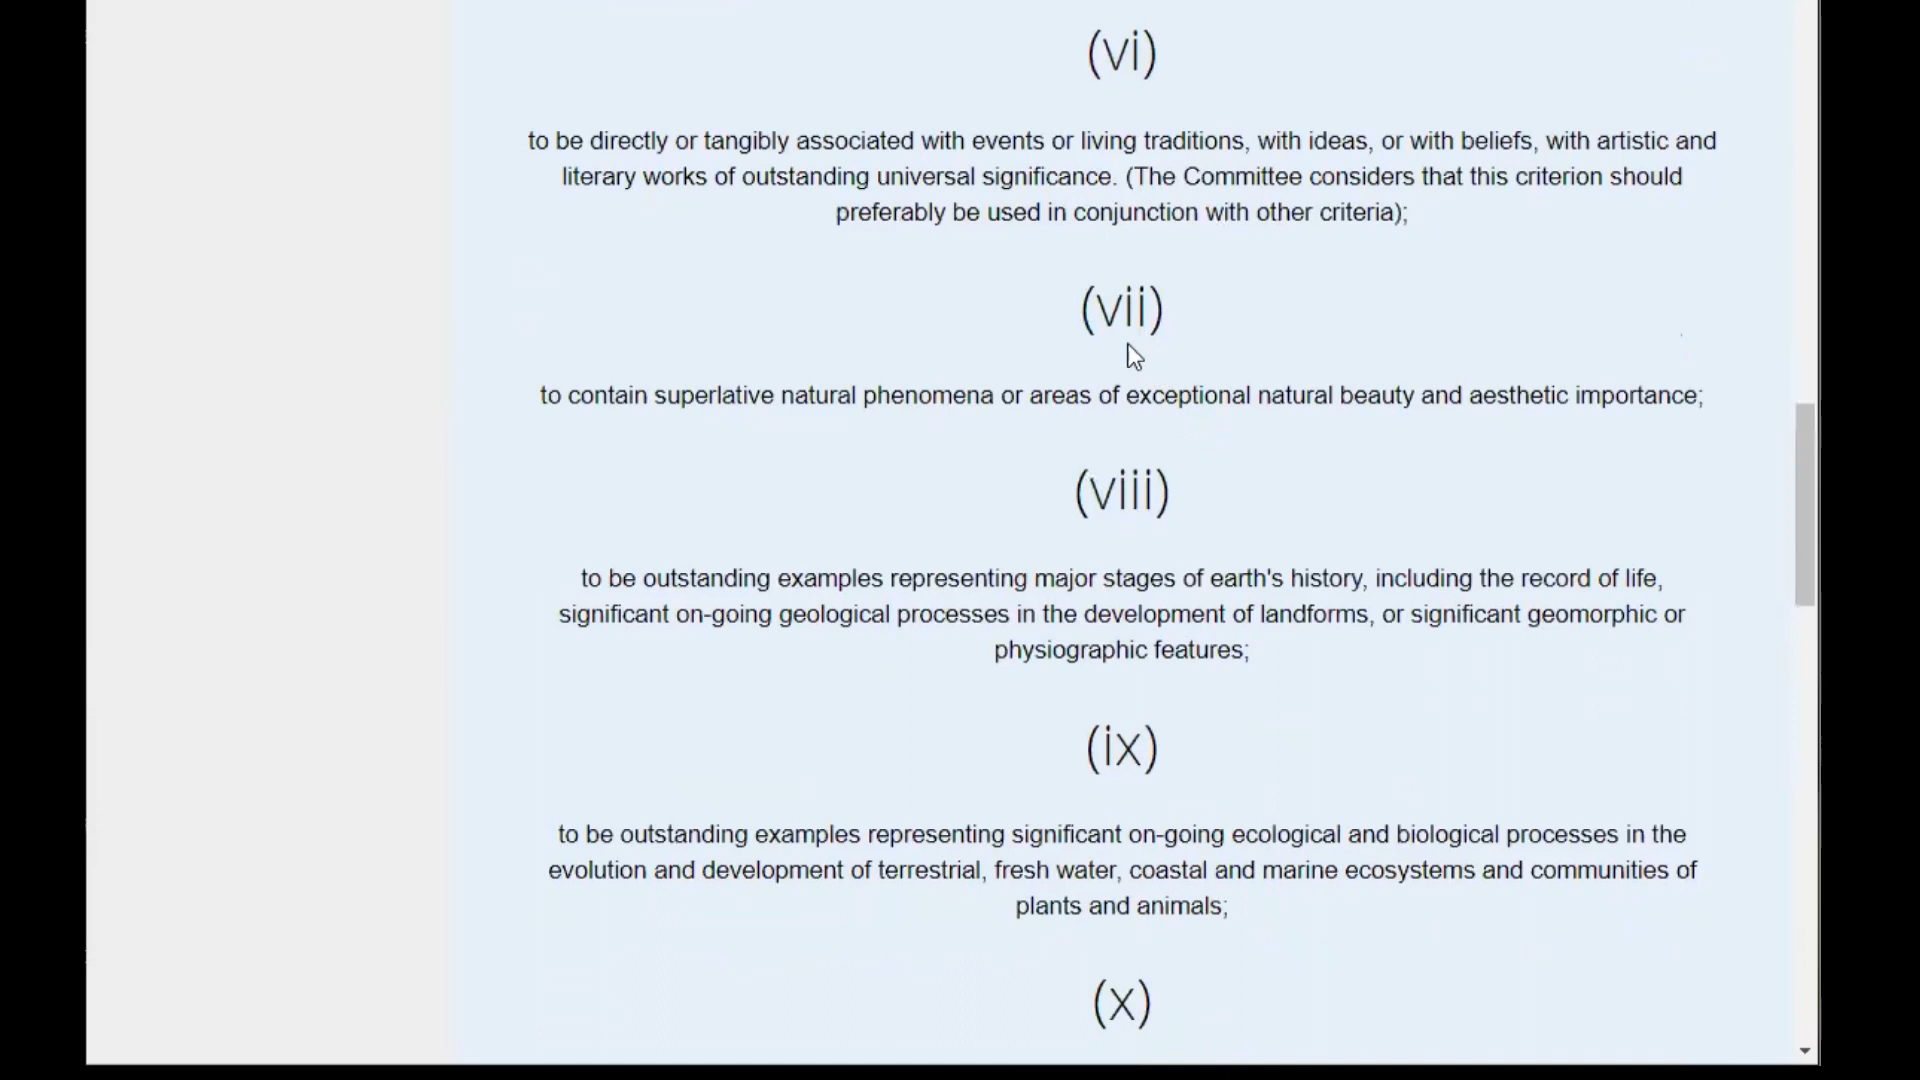 (vi)
to be directly or tangibly associated with events or living traditions, with ideas, or with beliefs, with artistic and
literary works of outstanding universal significance. (The Committee considers that this criterion should
preferably be used in conjunction with other criteria);
(vii)
to contain superlative natural phenomena or areas of exceptional natural beauty and aesthetic importance;
(viii)
to be outstanding examples representing major stages of earth's history, including the record of life,
significant on-going geological processes in the development of landforms, or significant geomorphic or
physiographic features;
(ix)
to be outstanding examples representing significant on-going ecological and biological processes in the
evolution and development of terrestrial, fresh water, coastal and marine ecosystems and communities of
plants and animals;
(x)